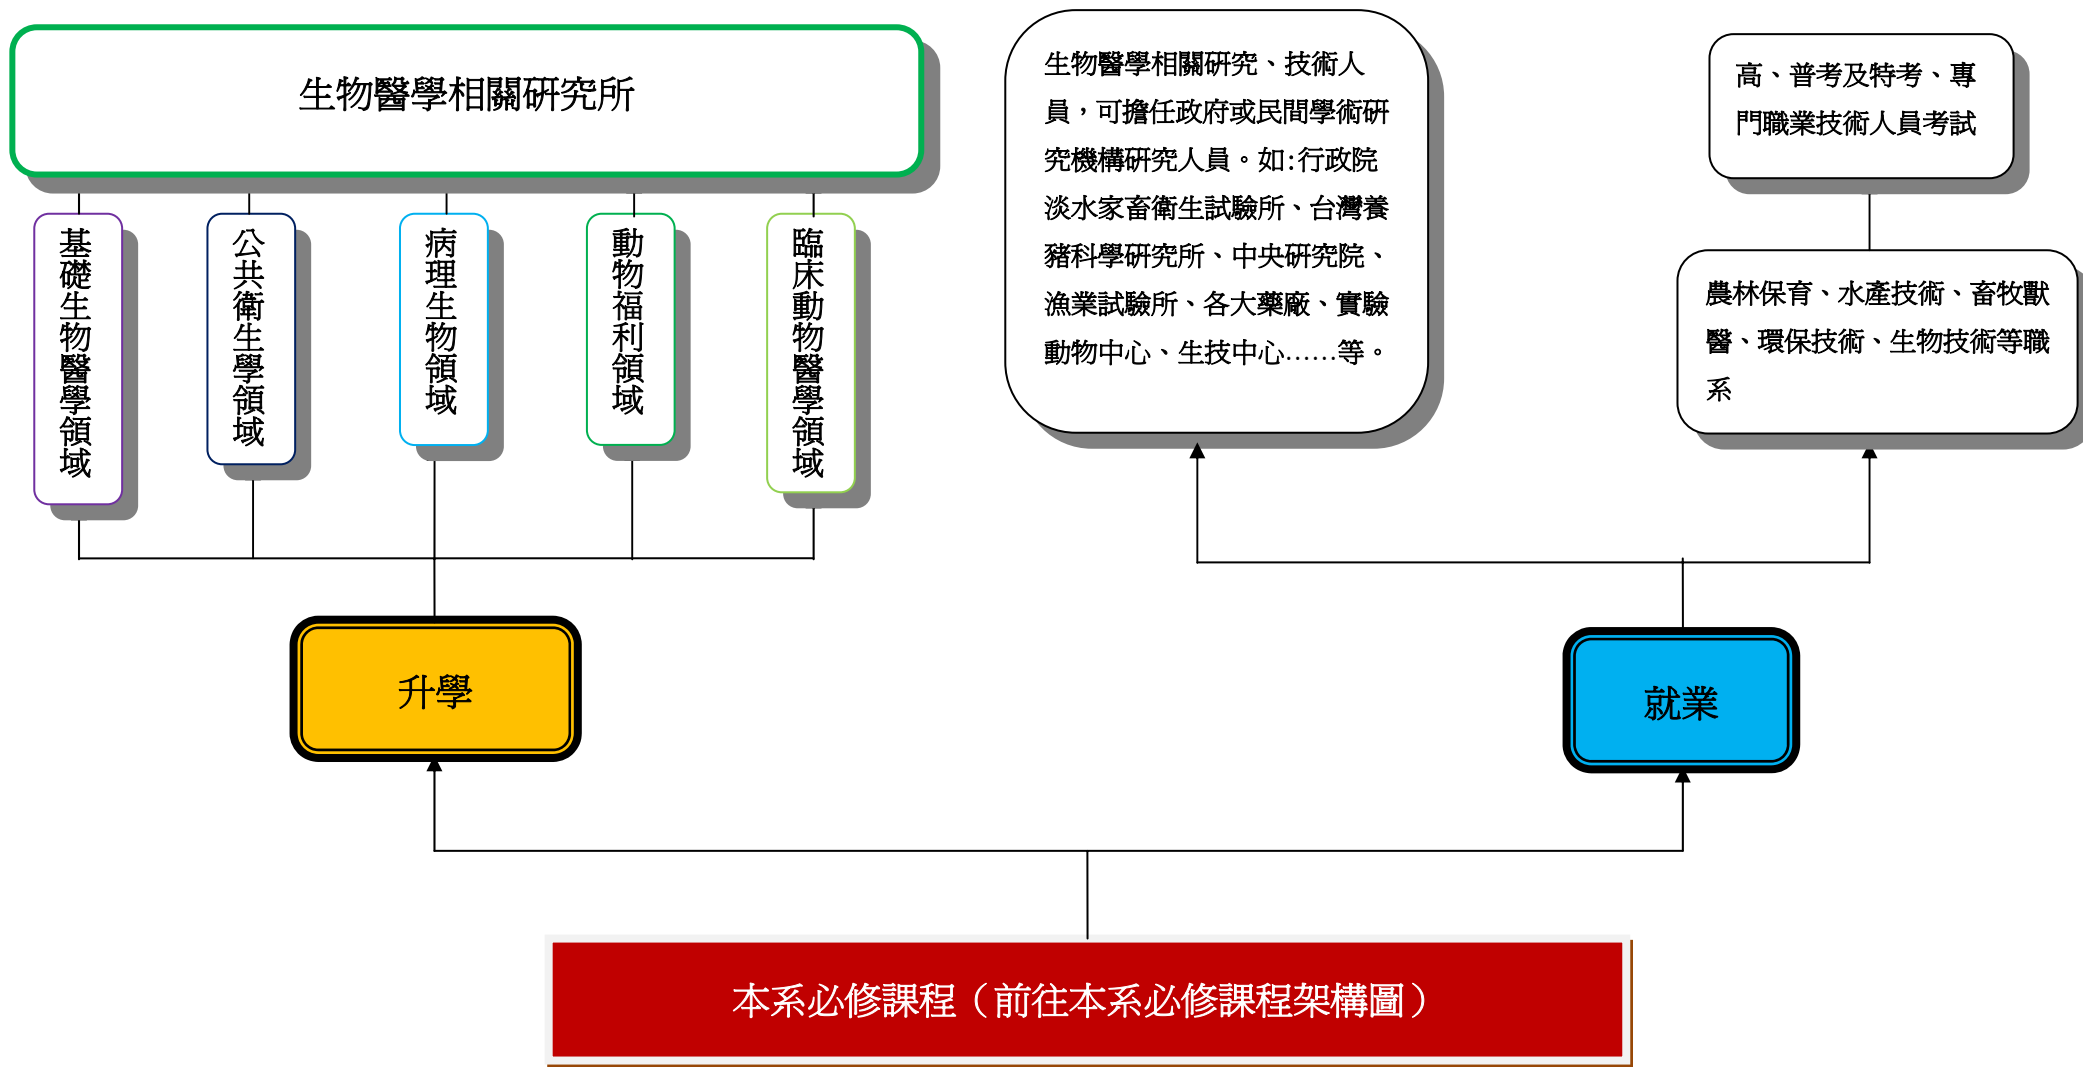 生物醫學相關研究所
基礎生物醫學領域
公共衛生學領域
病理生物領域
動物福利領域
臨床動物醫學領域
升學
生物醫學相關研究、技術人
員，可擔任政府或民間學術研
究機構研究人員。如:行政院
淡水家畜衛生試驗所、台灣養
豬科學研究所、中央研究院、
漁業試驗所、各大藥廠、實驗
動物中心、生技中心……等。
高、普考及特考、專
門職業技術人員考試
農林保育、水產技術、畜牧獸
醫、環保技術、生物技術等職
系
就業
本系必修課程（前往本系必修課程架構圖）